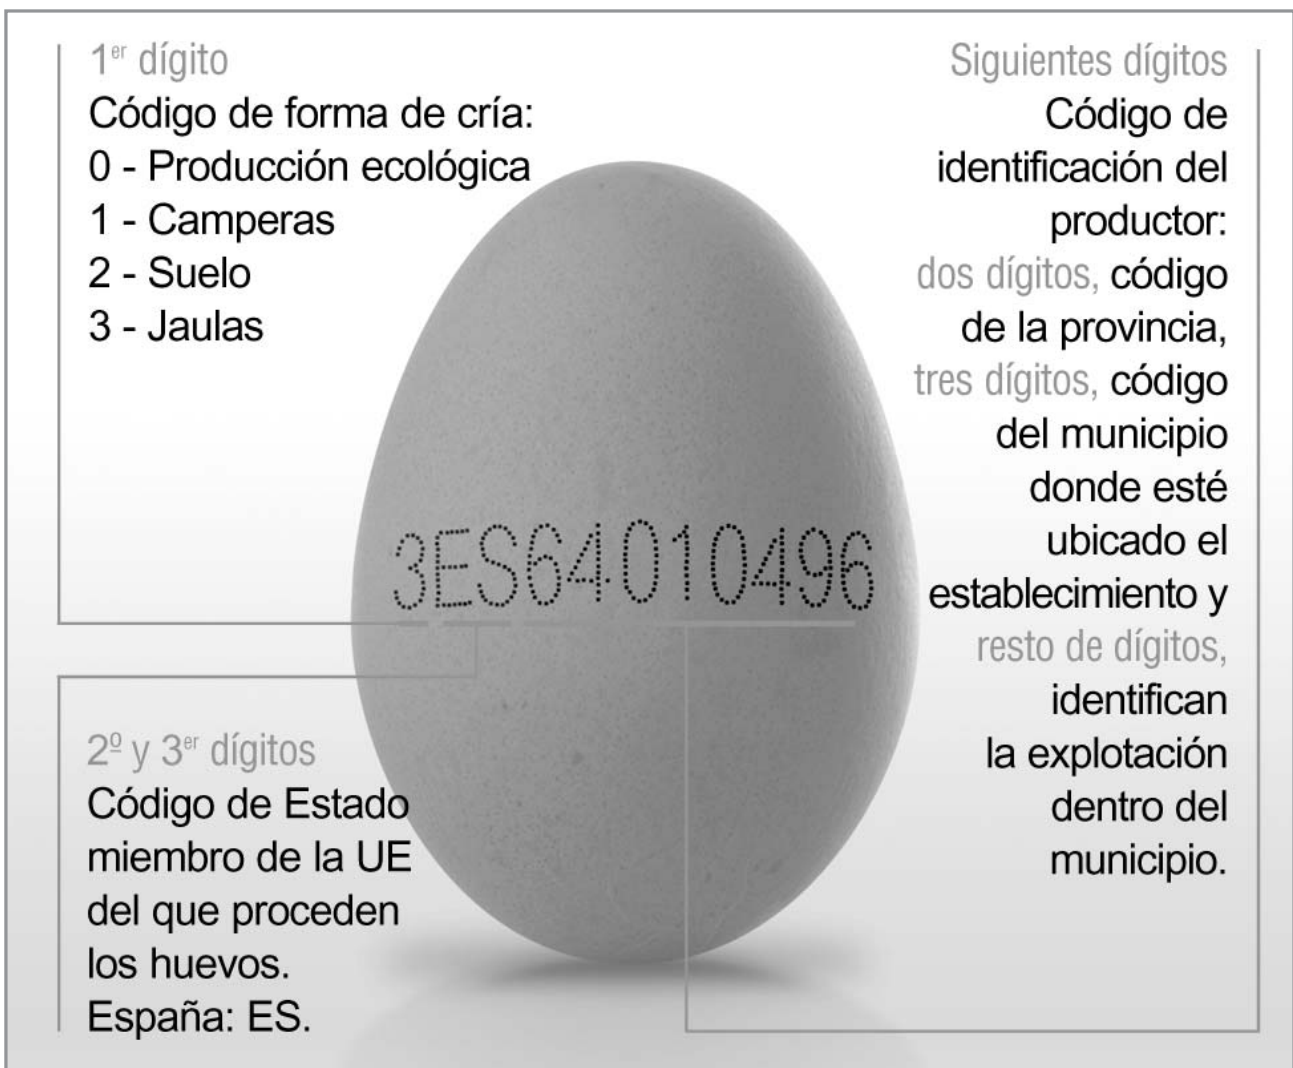 1er dígito
Código de forma de cría:
0 - Producción ecológica
1 - Camperas
2 - Suelo
3 - Jaulas
3ES64010496
2º y 3er dígitos
Código de Estado
miembro de la UE
del que proceden
los huevos.
España: ES.
Siguientes dígitos
Código de
identificación del
productor:
dos dígitos, código
de la provincia,
tres dígitos, código
del municipio
donde esté
ubicado el
establecimiento y
resto de dígitos,
identifican
la explotación
dentro del
municipio.